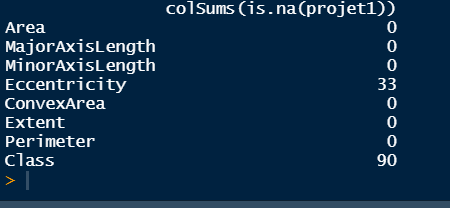 colSums(is.na(projet1))
Area 0
MajorAxisLength 0
MinorAxisLength 0
Eccentricity 33
ConvexArea 0
Extent 0
Perimeter 0
Class 90
>